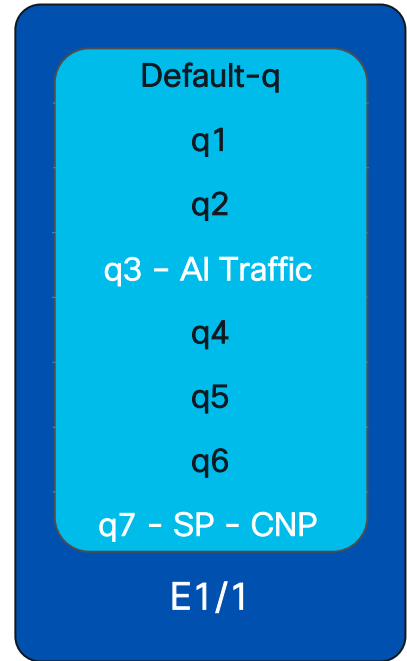 Default-q
q1
q2
q3 – AI Traffic
q4
q5
q6
q7 - SP - CNP
E1/1